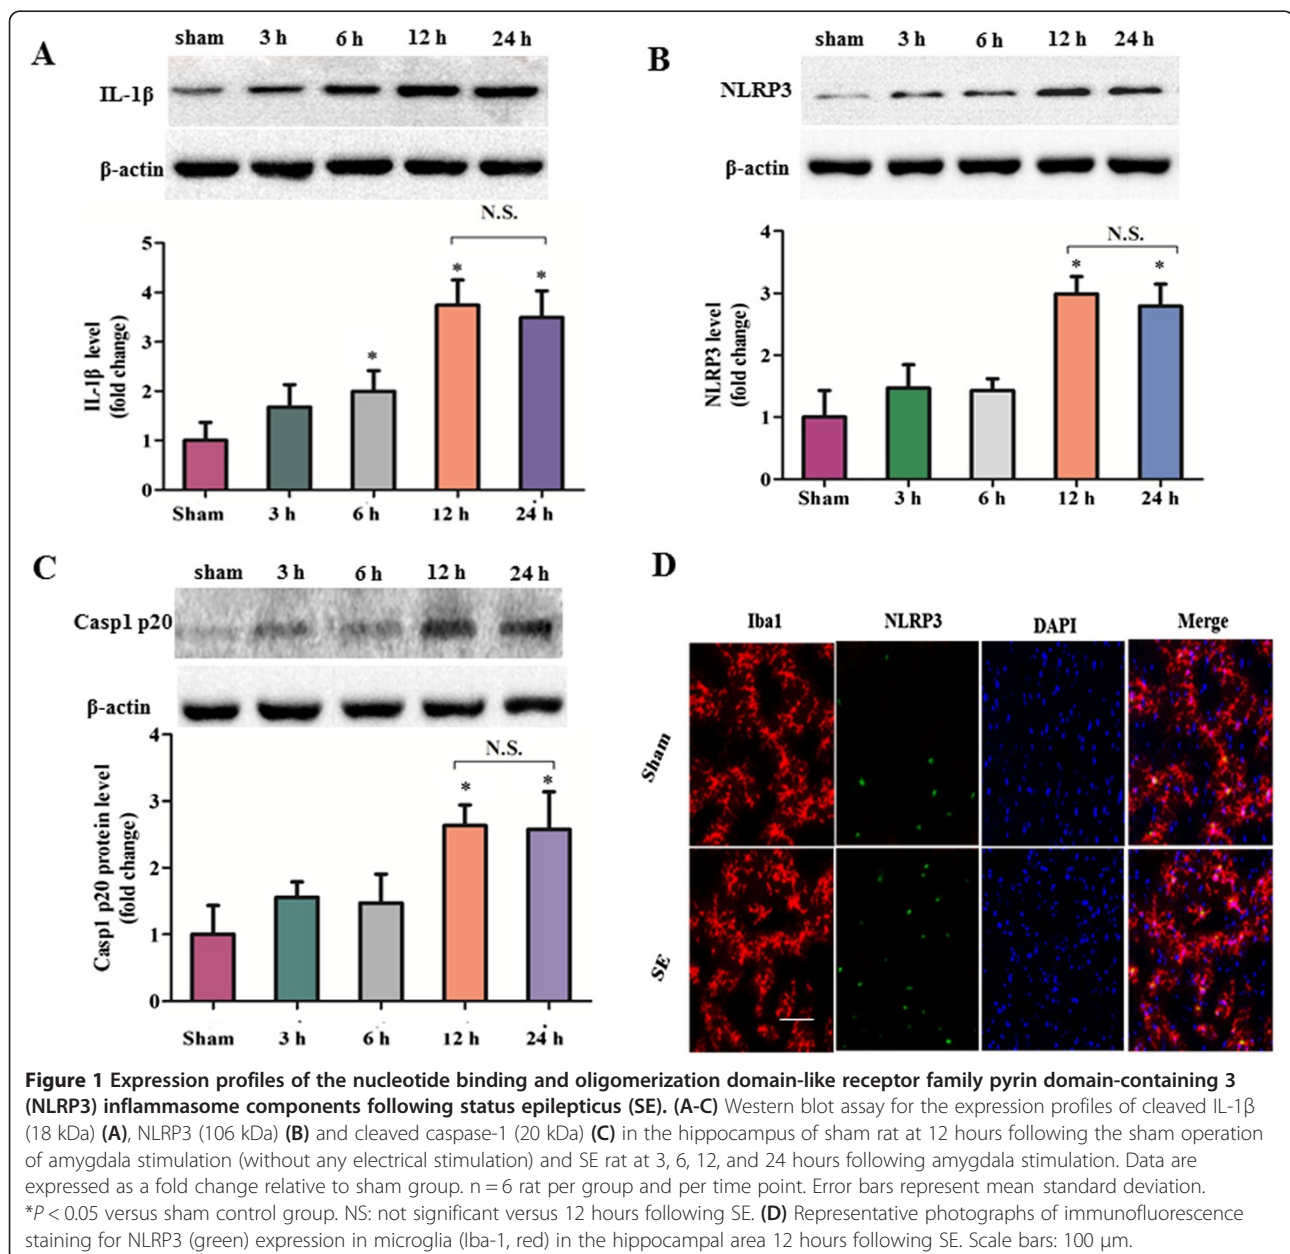 A
sham 3 h 6 h 12 h 24 h
IL-1β
β-actin
N.S.
IL-1β level
(fold change)
5
4
3
2
1
0
* * *
Sham 3 h 6 h 12 h 24 h
B
sham 3 h 6 h 12 h 24 h
NLRP3
β-actin
N.S.
NLRP3 level
(fold change)
4
3
2
1
0
* *
Sham 3 h 6 h 12 h 24 h
C
sham 3 h 6 h 12 h 24 h
Casp1 p20
β-actin
N.S.
Casp1 p20 protein level
(fold change)
4
3
2
1
0
* *
Sham 3 h 6 h 12 h 24 h
D
Iba1 NLRP3 DAPI Merge
Sham
SE
Figure 1 Expression profiles of the nucleotide binding and oligomerization domain-like receptor family pyrin domain-containing 3
(NLRP3) inflammasome components following status epilepticus (SE). (A-C) Western blot assay for the expression profiles of cleaved IL-1β
(18 kDa) (A), NLRP3 (106 kDa) (B) and cleaved caspase-1 (20 kDa) (C) in the hippocampus of sham rat at 12 hours following the sham operation
of amygdala stimulation (without any electrical stimulation) and SE rat at 3, 6, 12, and 24 hours following amygdala stimulation. Data are
expressed as a fold change relative to sham group. n = 6 rat per group and per time point. Error bars represent mean standard deviation.
*P < 0.05 versus sham control group. NS: not significant versus 12 hours following SE. (D) Representative photographs of immunofluorescence
staining for NLRP3 (green) expression in microglia (Iba-1, red) in the hippocampal area 12 hours following SE. Scale bars: 100 μm.